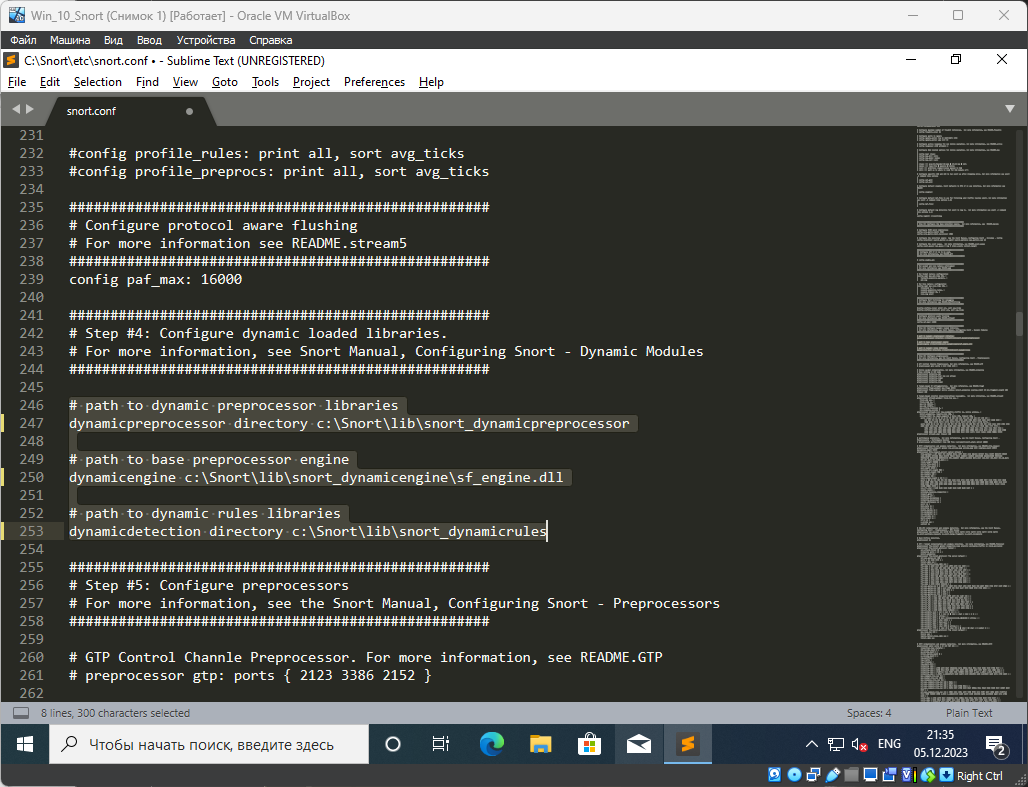 Win_10_Snort (Снимок 1) [Работает] - Oracle VM VirtualBox
Файл Машина Вид Ввод Устройства Справка
C:\Snort\etc\snort.conf • - Sublime Text (UNREGISTERED)
File Edit Selection Find View Goto Tools Project Preferences Help
snort.conf
231
232 #config profile_rules: print all, sort avg_ticks
233 #config profile_preprocs: print all, sort avg_ticks
234
235 ###################################################
236 # Configure protocol aware flushing
237 # For more information see README.stream5
238 ###################################################
239 config paf_max: 16000
240
241 ###################################################
242 # Step #4: Configure dynamic loaded libraries.
243 # For more information, see Snort Manual, Configuring Snort - Dynamic Modules
244 ###################################################
245
246 # path to dynamic preprocessor libraries
247 dynamicpreprocessor directory c:\Snort\lib\snort_dynamicpreprocessor
248
249 # path to base preprocessor engine
250 dynamicengine c:\Snort\lib\snort_dynamicengine\sf_engine.dll
251
252 # path to dynamic rules libraries
253 dynamicdetection directory c:\Snort\lib\snort_dynamicrules
254
255 ###################################################
256 # Step #5: Configure preprocessors
257 # For more information, see the Snort Manual, Configuring Snort - Preprocessors
258 ###################################################
259
260 # GTP Control Channle Preprocessor. For more information, see README.GTP
261 # preprocessor gtp: ports { 2123 3386 2152 }
262
8 lines, 300 characters selected Spaces: 4 Plain Text
Чтобы начать поиск, введите здесь
ENG
21:35
05.12.2023
2
Right Ctrl